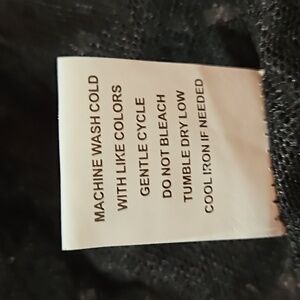 MACHINE WASH COLD
WITH LIKE COLORS
GENTLE CYCLE
DO NOT BLEACH
TUMBLE DRY LOW
COOL IRON IF NEEDED